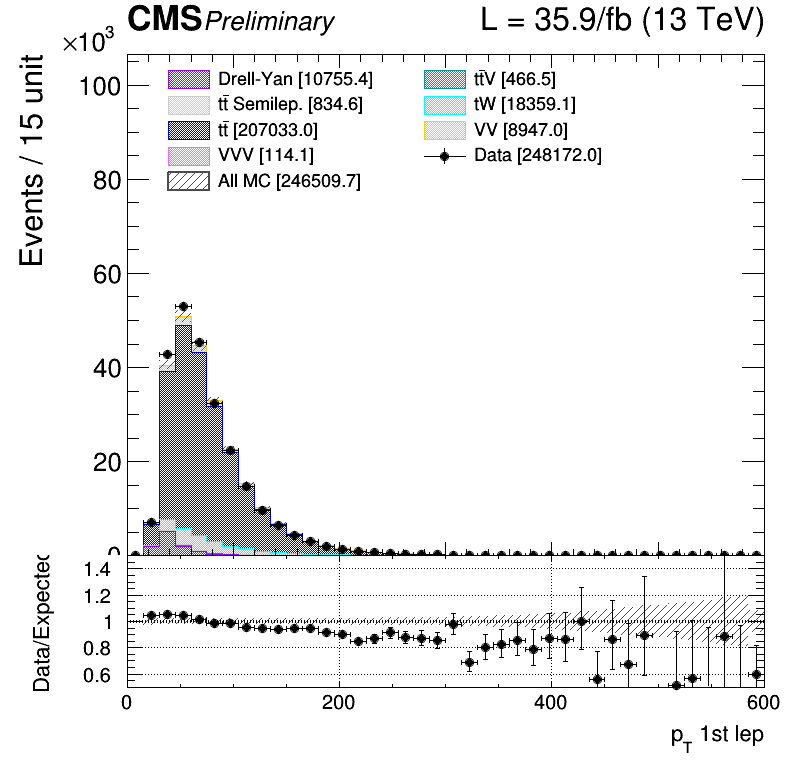 CMS Preliminary L = 35.9/fb (13 TeV)
×10³
Events / 15 unit
100
80
60
40
20
0
Drell-Yan [10755.4]
tt̄ Semilep. [834.6]
tt̄ [207033.0]
VVV [114.1]
All MC [246509.7]
tt̄V [466.5]
tW [18359.1]
VV [8947.0]
Data [248172.0]
Data/Expected
1.4
1.2
1
0.8
0.6
0 200 400 600
p_T 1st lep